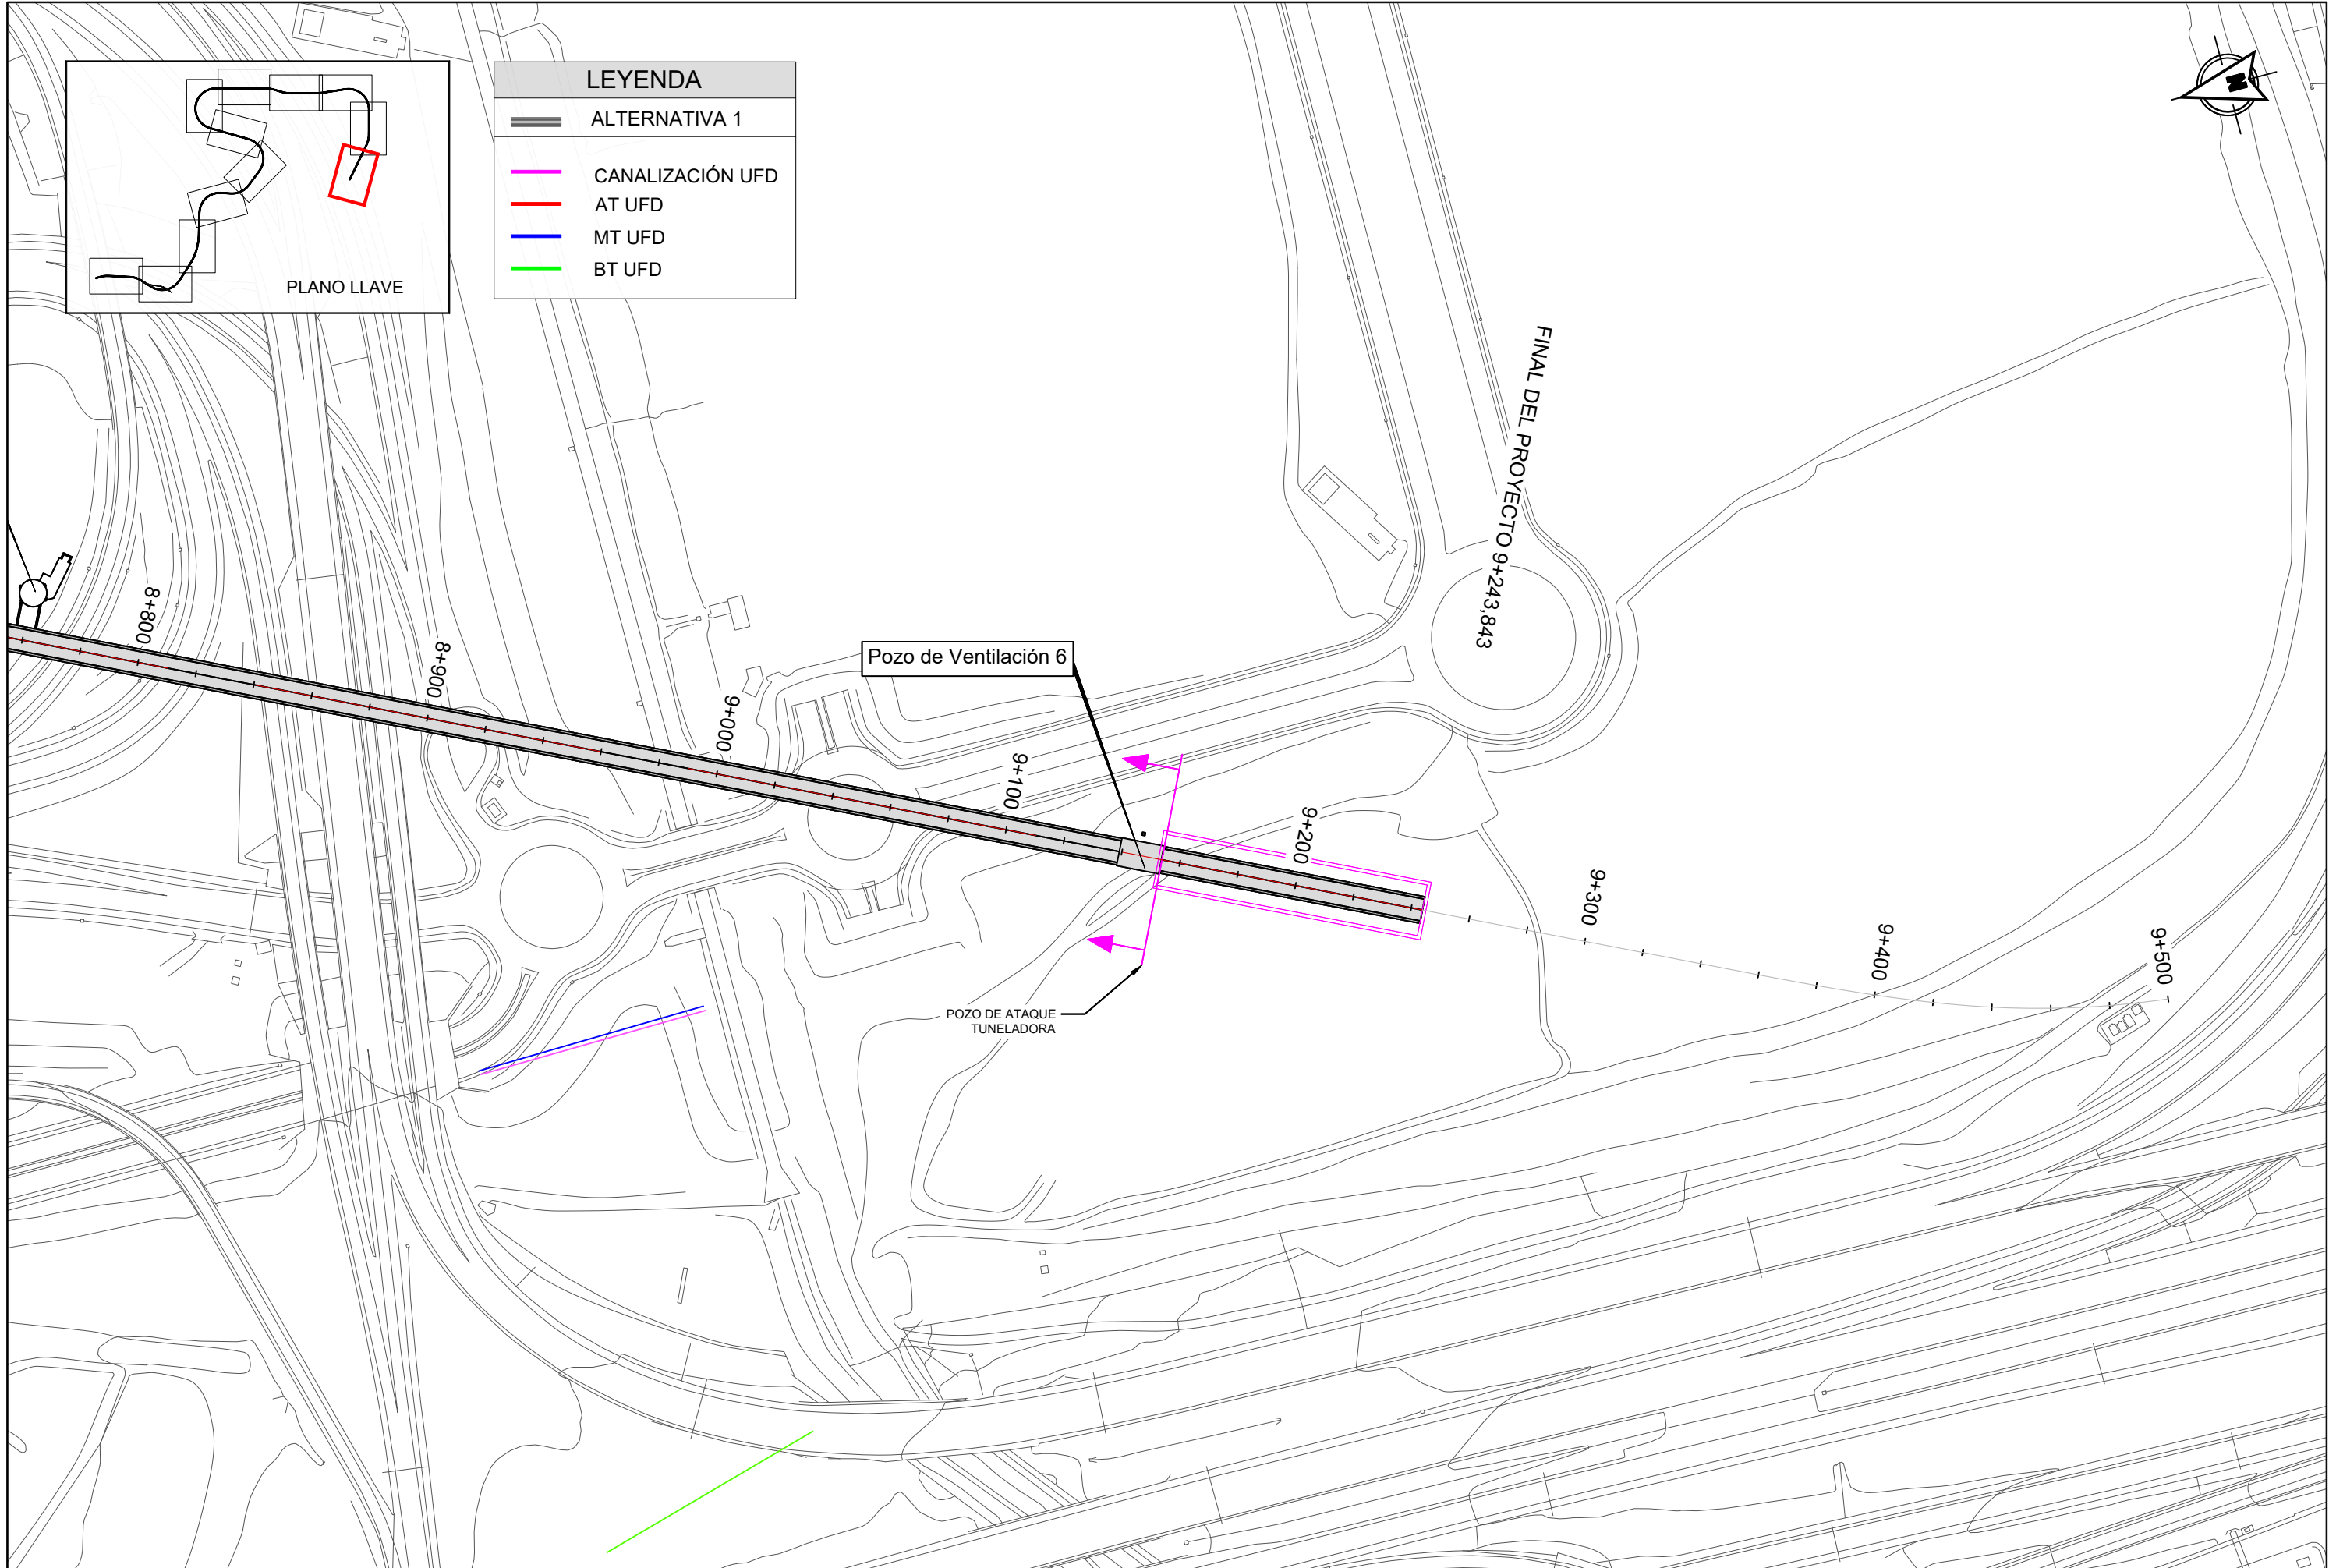 LEYENDA
ALTERNATIVA 1
CANALIZACIÓN UFD
AT UFD
MT UFD
BT UFD
PLANO LLAVE
N
FINAL DEL PROYECTO 9+243,843
8+800
8+900
9+000
9+100
9+200
9+300
9+400
9+500
Pozo de Ventilación 6
POZO DE ATAQUE
TUNELADORA